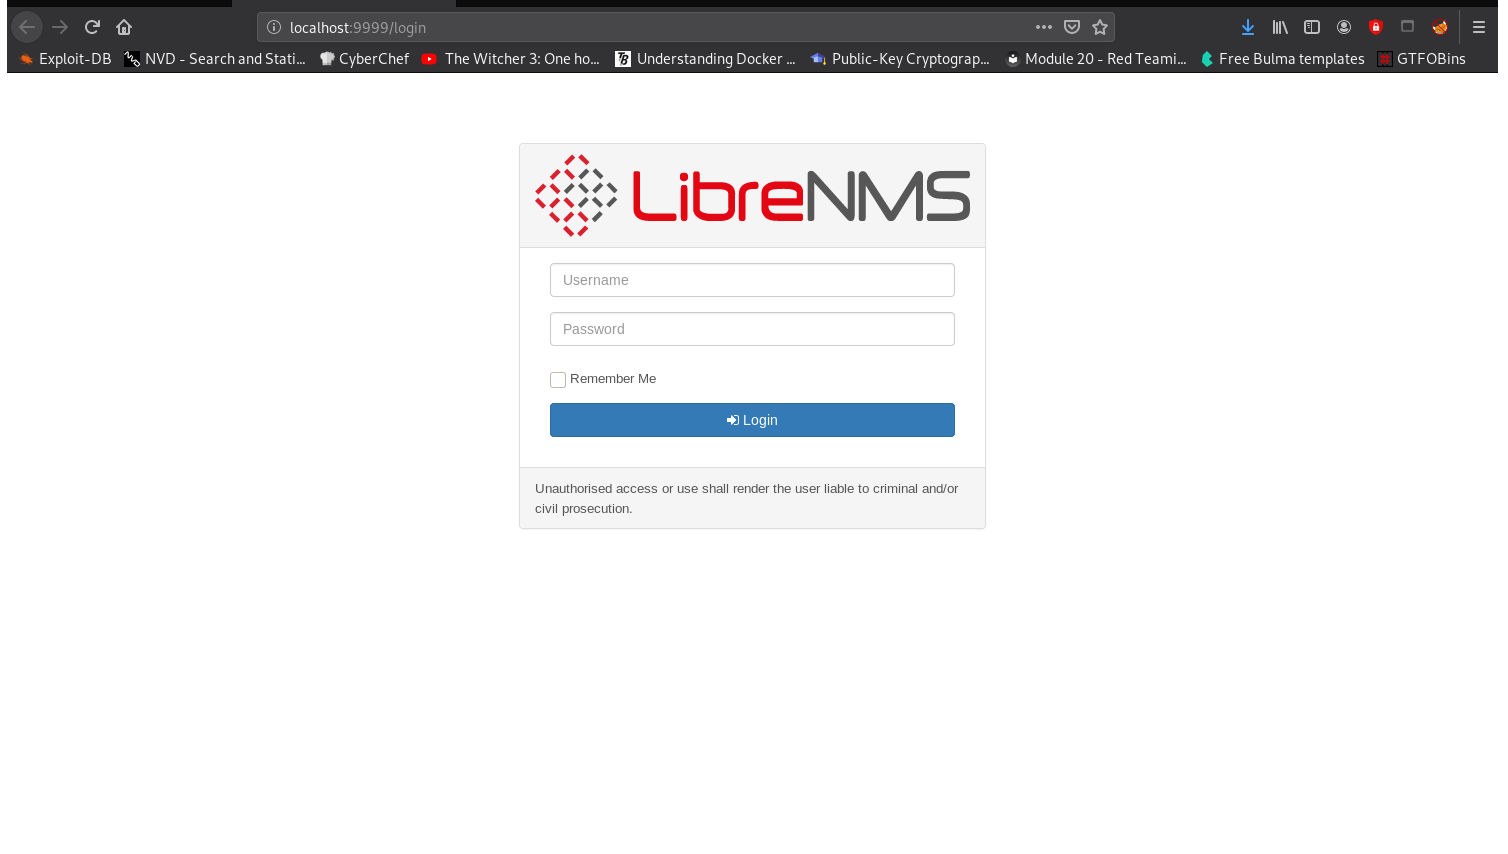 localhost:9999/login
Exploit-DB NVD - Search and Stati... CyberChef The Witcher 3: One ho... Understanding Docker ... Public-Key Cryptograp... Module 20 - Red Teami... Free Bulma templates GTFOBins
LibreNMS
Username
Password
Remember Me
Login
Unauthorised access or use shall render the user liable to criminal and/or
civil prosecution.